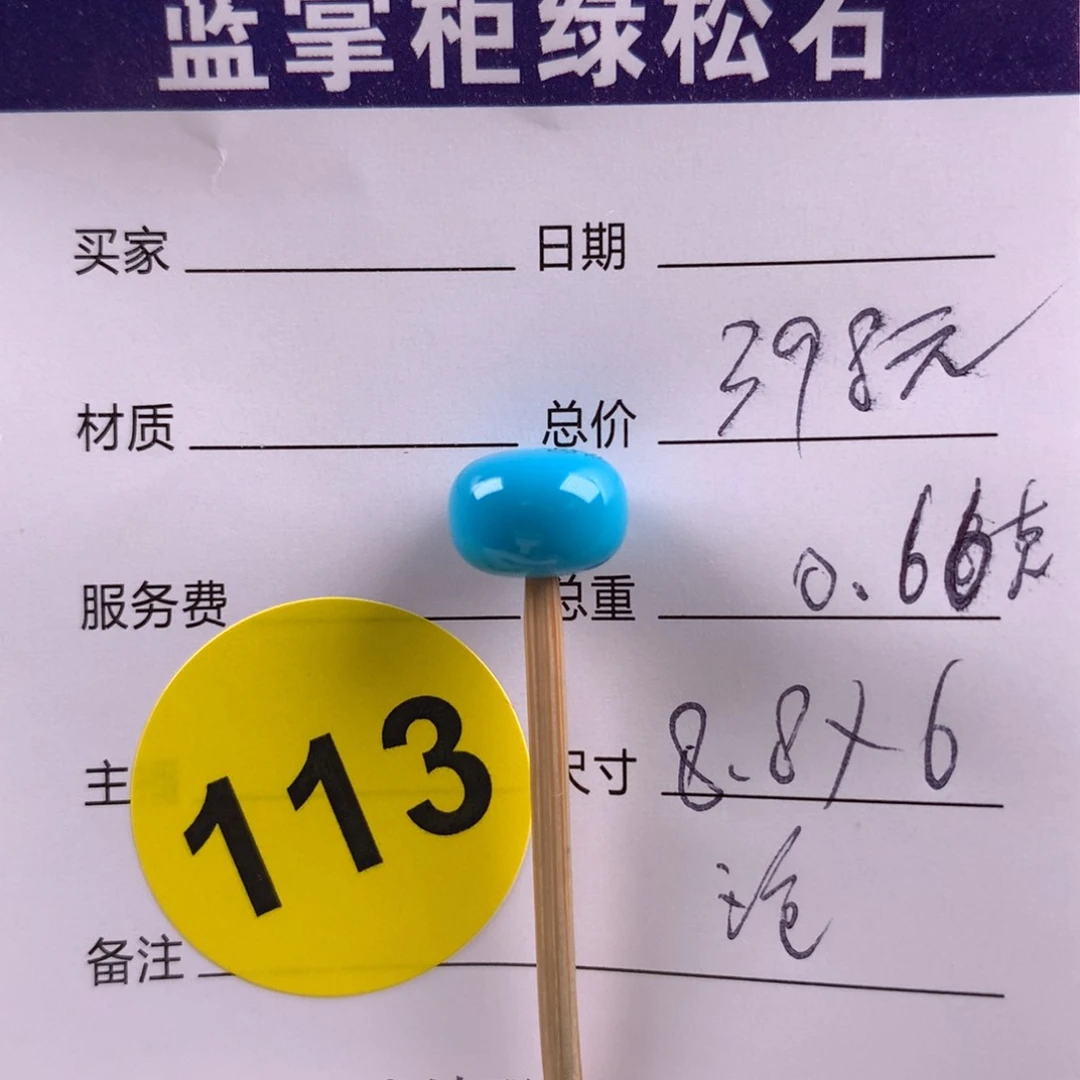 蓝掌柜绿松石
买家 日期
材质 总价 398元
服务费 总重 0.66克
主 尺寸 8.8×6
113
备注